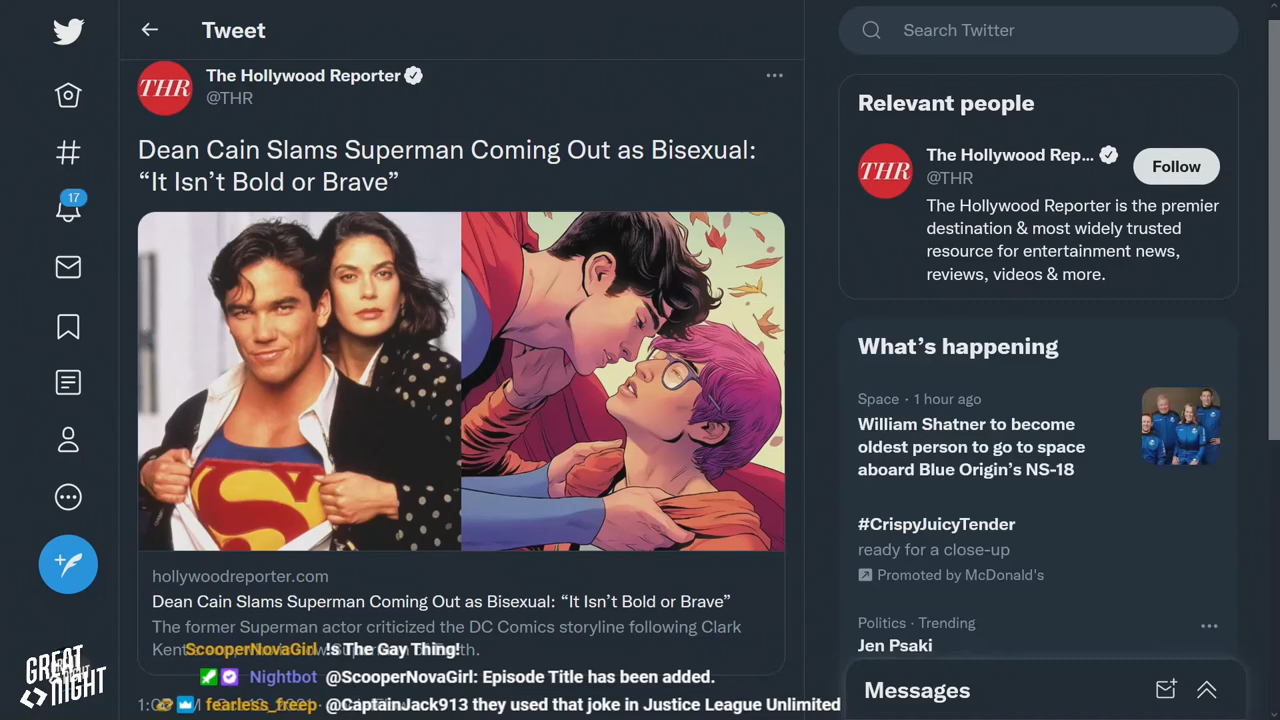 Tweet
THR
The Hollywood Reporter
@THR
Dean Cain Slams Superman Coming Out as Bisexual:
“It Isn’t Bold or Brave”
hollywoodreporter.com
Dean Cain Slams Superman Coming Out as Bisexual: “It Isn’t Bold or Brave”
The former Superman actor criticized the DC Comics storyline following Clark
ScooperNovaGirl !s The Gay Thing!
Nightbot @ScooperNovaGirl: Episode Title has been added.
fearless_freep @CaptainJack913 they used that joke in Justice League Unlimited
17
GREAT
NIGHT
Search Twitter
Relevant people
THR
The Hollywood Rep...
@THR
Follow
The Hollywood Reporter is the premier
destination & most widely trusted
resource for entertainment news,
reviews, videos & more.
What’s happening
Space · 1 hour ago
William Shatner to become
oldest person to go to space
aboard Blue Origin’s NS-18
#CrispyJuicyTender
ready for a close-up
Promoted by McDonald's
Politics · Trending
Jen Psaki
Messages